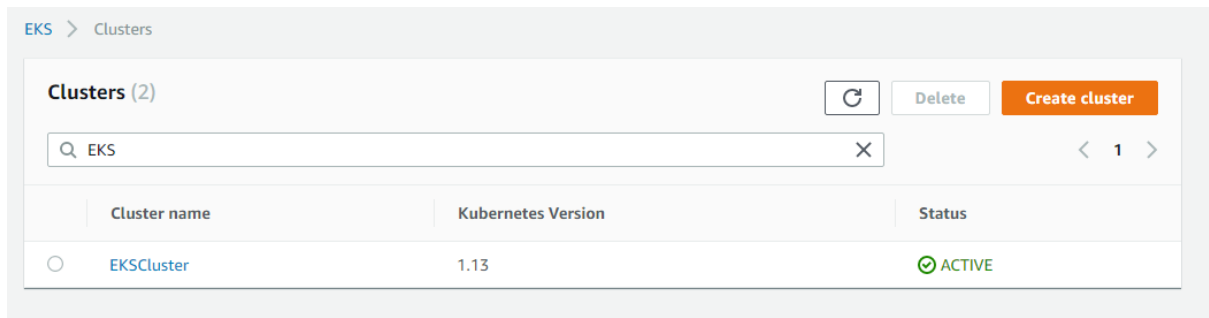 EKS > Clusters
Clusters (2)
Delete
Create cluster
EKS
< 1 >
Cluster name Kubernetes Version Status
EKSCluster 1.13 ACTIVE